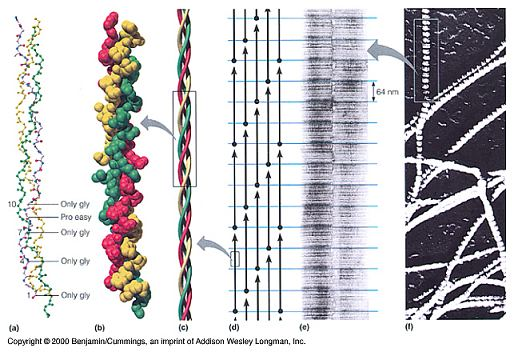 64 nm
10
Only gly
Pro easy
7
Only gly
Only gly
1
Only gly
(a)
(b)
(c)
(d)
(e)
(f)
Copyright © 2000 Benjamin/Cummings, an imprint of Addison Wesley Longman, Inc.